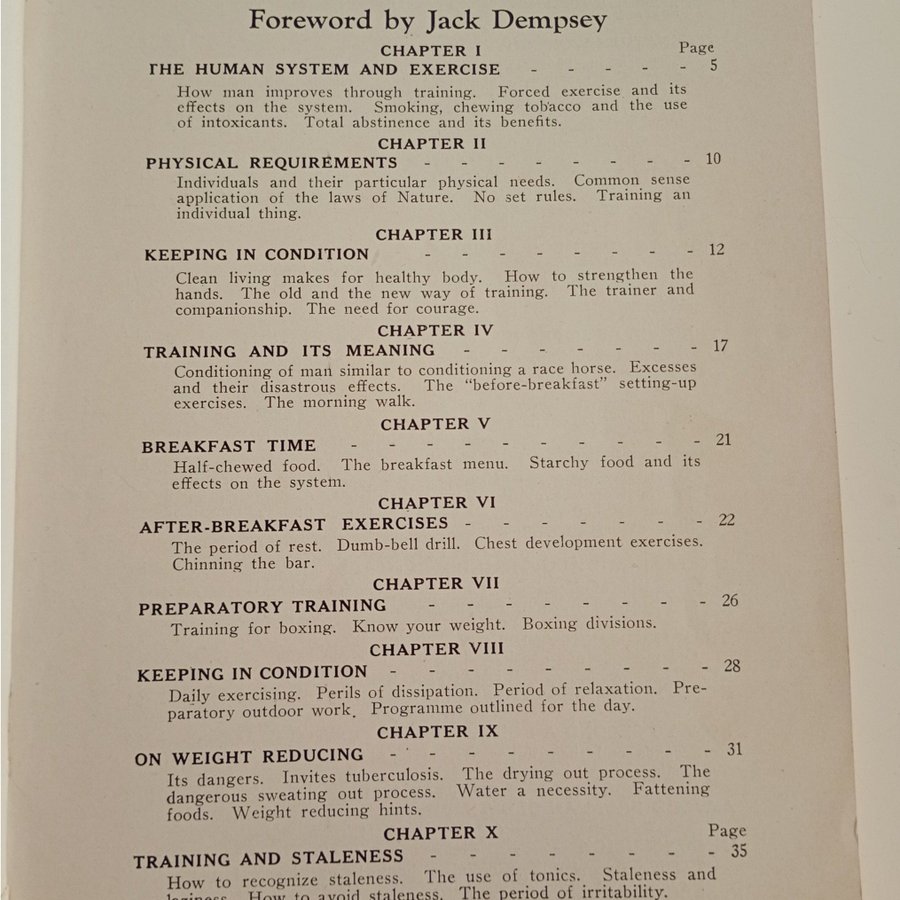 Foreword by Jack Dempsey
CHAPTER I Page
THE HUMAN SYSTEM AND EXERCISE - - - - - 5
How man improves through training. Forced exercise and its
effects on the system. Smoking, chewing tobacco and the use
of intoxicants. Total abstinence and its benefits.
CHAPTER II
PHYSICAL REQUIREMENTS - - - - - - - - 10
Individuals and their particular physical needs. Common sense
application of the laws of Nature. No set rules. Training an
individual thing.
CHAPTER III
KEEPING IN CONDITION - - - - - - - - 12
Clean living makes for healthy body. How to strengthen the
hands. The old and the new way of training. The trainer and
companionship. The need for courage.
CHAPTER IV
TRAINING AND ITS MEANING - - - - - - - 17
Conditioning of man similar to conditioning a race horse. Excesses
and their disastrous effects. The "before-breakfast" setting-up
exercises. The morning walk.
CHAPTER V
BREAKFAST TIME - - - - - - - - - - 21
Half-chewed food. The breakfast menu. Starchy food and its
effects on the system.
CHAPTER VI
AFTER-BREAKFAST EXERCISES - - - - - - - 22
The period of rest. Dumb-bell drill. Chest development exercises.
Chinning the bar.
CHAPTER VII
PREPARATORY TRAINING - - - - - - - - 26
Training for boxing. Know your weight. Boxing divisions.
CHAPTER VIII
KEEPING IN CONDITION - - - - - - - - - 28
Daily exercising. Perils of dissipation. Period of relaxation. Pre-
paratory outdoor work. Programme outlined for the day.
CHAPTER IX
ON WEIGHT REDUCING - - - - - - - - - 31
Its dangers. Invites tuberculosis. The drying out process. The
dangerous sweating out process. Water a necessity. Fattening
foods. Weight reducing hints.
CHAPTER X Page
TRAINING AND STALENESS - - - - - - - - 35
How to recognize staleness. The use of tonics. Staleness and
laziness. How to avoid staleness. The period of irritability.